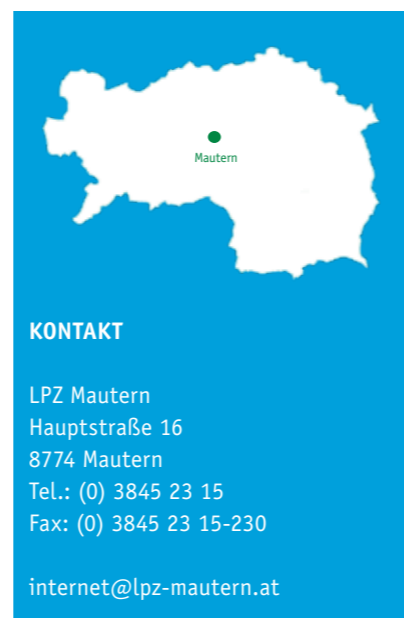 Mautern
KONTAKT
LPZ Mautern
Hauptstraße 16
8774 Mautern
Tel.: (0) 3845 23 15
Fax: (0) 3845 23 15-230
internet@lpz-mautern.at